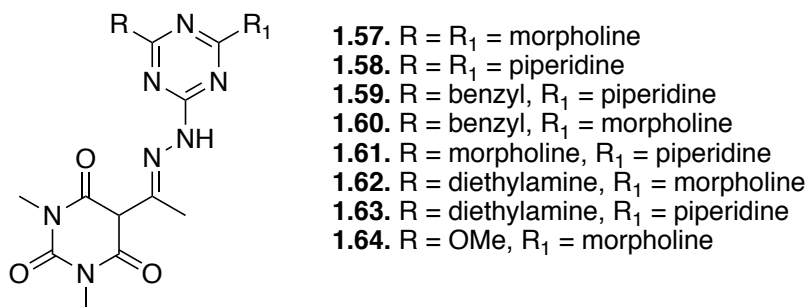 R N R₁
N N
N
NH
N
O
N
O N O
1.57. R = R₁ = morpholine
1.58. R = R₁ = piperidine
1.59. R = benzyl, R₁ = piperidine
1.60. R = benzyl, R₁ = morpholine
1.61. R = morpholine, R₁ = piperidine
1.62. R = diethylamine, R₁ = morpholine
1.63. R = diethylamine, R₁ = piperidine
1.64. R = OMe, R₁ = morpholine